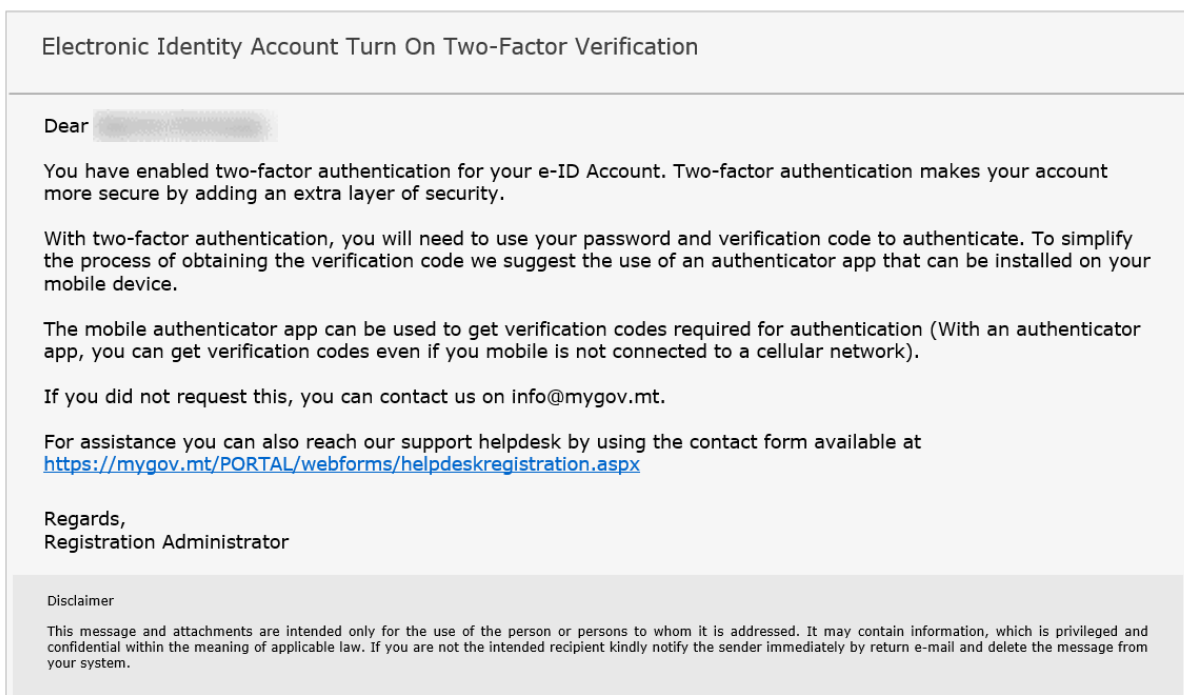 Electronic Identity Account Turn On Two-Factor Verification
Dear
You have enabled two-factor authentication for your e-ID Account. Two-factor authentication makes your account
more secure by adding an extra layer of security.
With two-factor authentication, you will need to use your password and verification code to authenticate. To simplify
the process of obtaining the verification code we suggest the use of an authenticator app that can be installed on your
mobile device.
The mobile authenticator app can be used to get verification codes required for authentication (With an authenticator
app, you can get verification codes even if you mobile is not connected to a cellular network).
If you did not request this, you can contact us on info@mygov.mt.
For assistance you can also reach our support helpdesk by using the contact form available at
https://mygov.mt/PORTAL/webforms/helpdeskregistration.aspx
Regards,
Registration Administrator
Disclaimer
This message and attachments are intended only for the use of the person or persons to whom it is addressed. It may contain information, which is privileged and
confidential within the meaning of applicable law. If you are not the intended recipient kindly notify the sender immediately by return e-mail and delete the message from
your system.